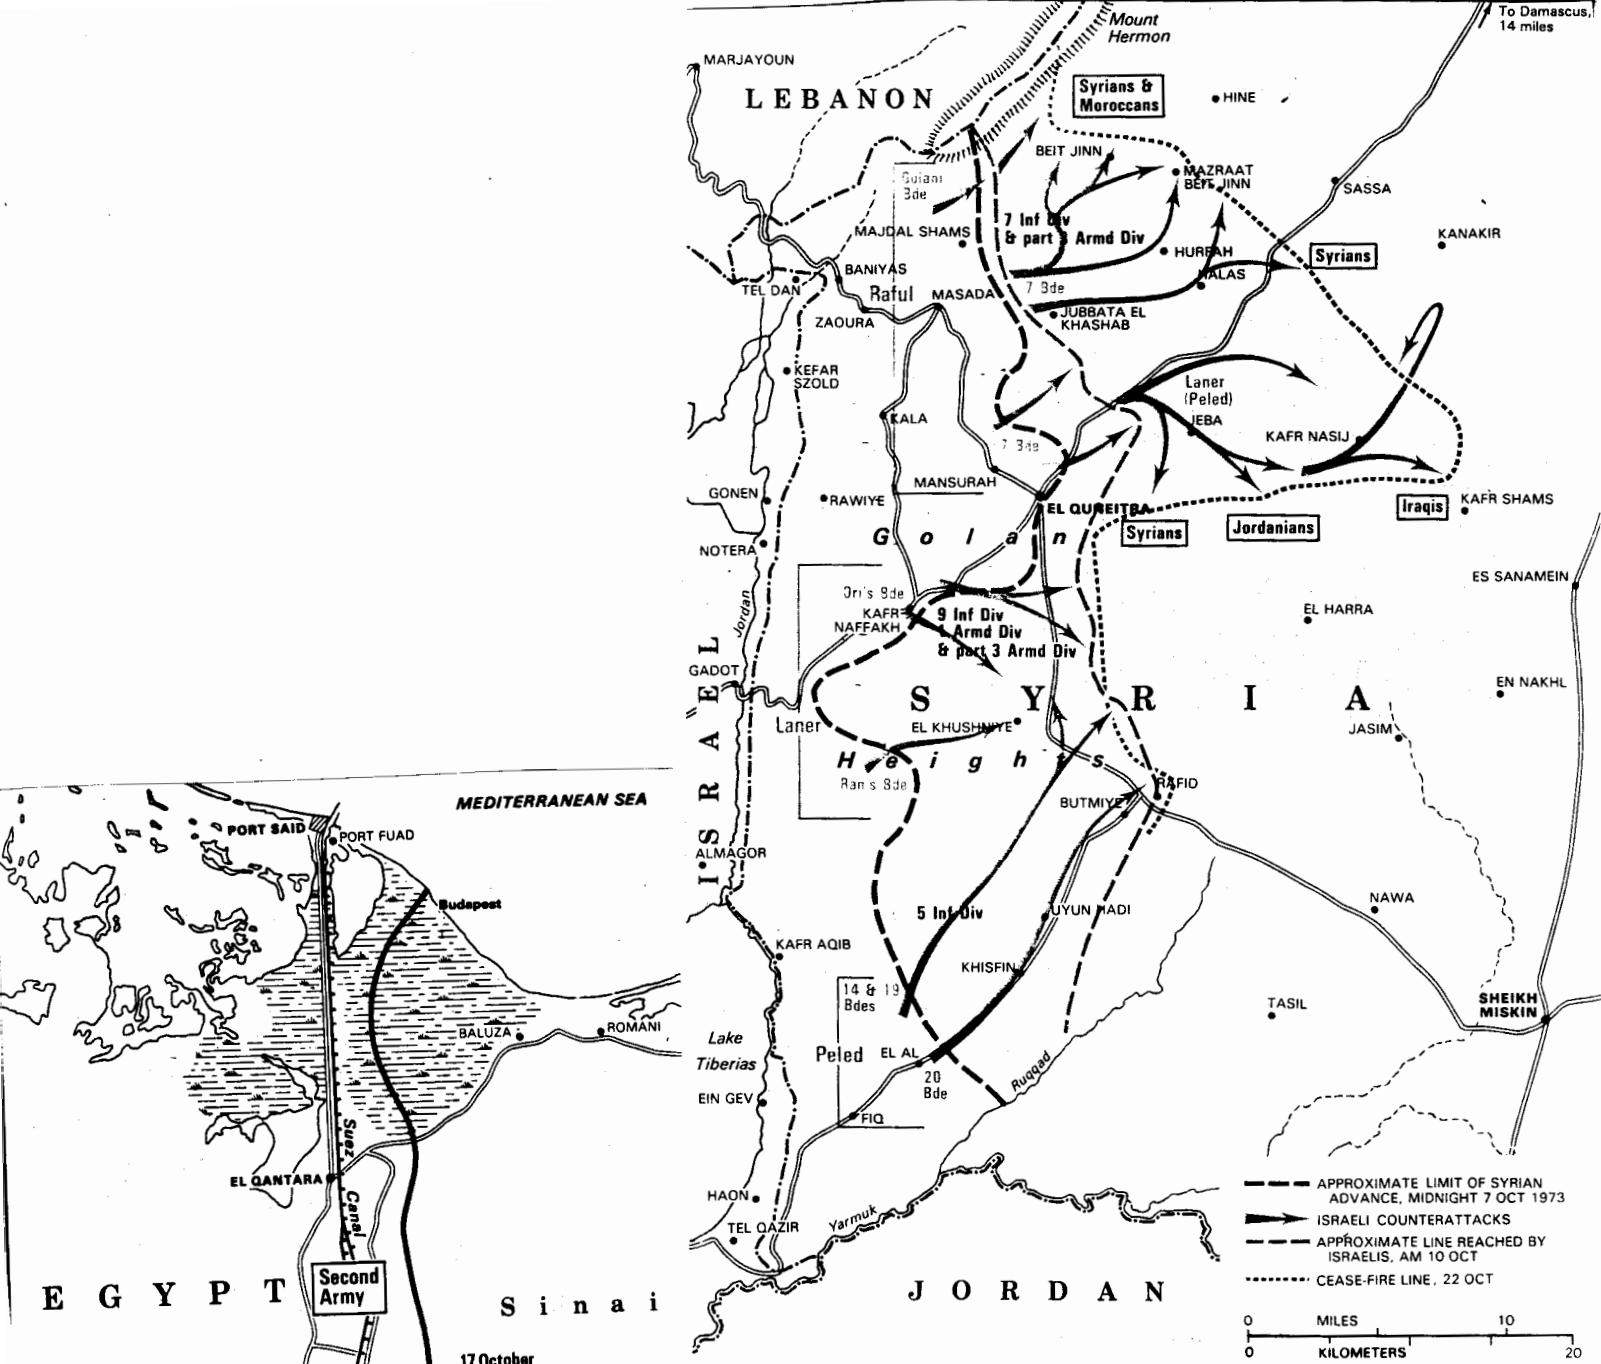 To Damascus,
14 miles
Mount
Hermon
MARJAYOUN
LEBANON
Syrians &
Moroccans
HINE
BEIT JINN
MAZRAAT
BEIT JINN
SASSA
Golani
Bde
7 Inf Div
& part 3 Armd Div
MAJDAL SHAMS
HURFAH
KANAKIR
Syrians
BANIYAS
TEL DAN
Raful
MASADA
7 Bde
HALAS
ZAOURA
JUBBATA EL
KHASHAB
KEFAR
SZOLD
Laner
(Peled)
JEBA
KALA
KAFR NASIJ
7 Bde
MANSURAH
GONEN
RAWIYE
EL QUNEITRA
Iraqis
KAFR SHAMS
Golan
Syrians
Jordanians
NOTERA
ES SANAMEIN
Jordan
Ori's Bde
KAFR
NAFFAKH
9 Inf Div
1 Armd Div
& part 3 Armd Div
EL HARRA
ISRAEL
GADOT
SYRIA
EN NAKHL
Laner
EL KHUSHNIYE
JASIM
Heights
Ran's Bde
RAFID
BUTMIYE
MEDITERRANEAN SEA
PORT SAID
PORT FUAD
ALMAGOR
Budapest
5 Inf Div
UYUN HADI
NAWA
KAFR AQIB
KHISFIN
14 & 19
Bdes
TASIL
SHEIKH
MISKIN
BALUZA
ROMANI
Lake
Tiberias
Peled
EL AL
20
Bde
Ruqqad
EIN GEV
FIQ
Suez
Canal
EL QANTARA
HAON
TEL QAZIR
Yarmuk
APPROXIMATE LIMIT OF SYRIAN
ADVANCE, MIDNIGHT 7 OCT 1973
ISRAELI COUNTERATTACKS
APPROXIMATE LINE REACHED BY
ISRAELIS, AM 10 OCT
CEASE-FIRE LINE, 22 OCT
Second
Army
EGYPT
Sinai
JORDAN
0 MILES 10
0 KILOMETERS 20
17 October